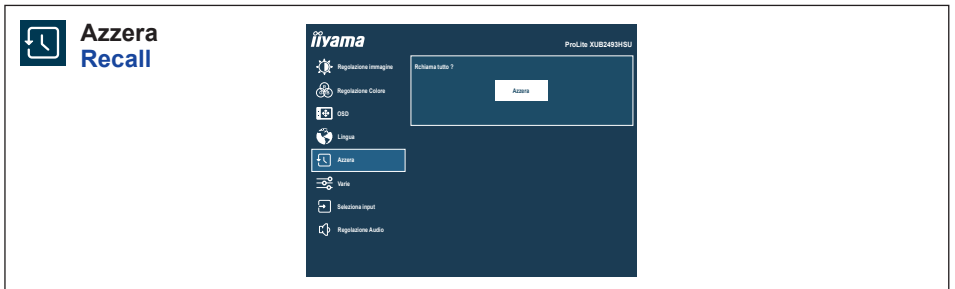 Azzera
Recall
iiyama
ProLite XUB2493HSU
Regolazione Immagine
Regolazione Colore
OSD
Lingua
Azzera
Varie
Seleziona input
Regolazione Audio
Rchiama tutto ?
Azzera